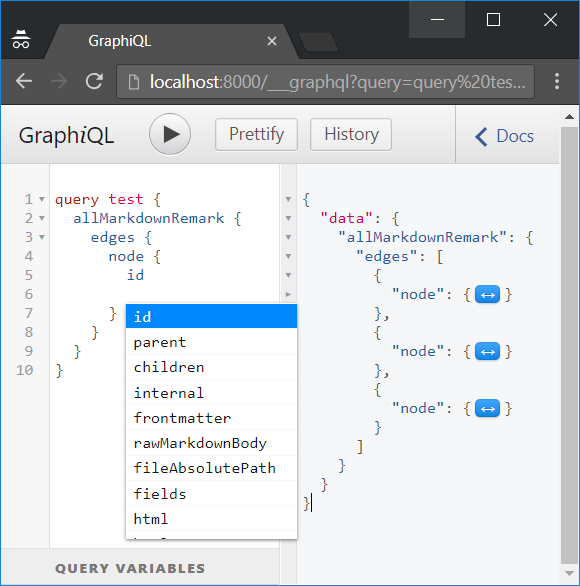 GraphiQL
localhost:8000/___graphql?query=query%20tes...
GraphiQL
Prettify
History
Docs
1 query test {
2 allMarkdownRemark {
3 edges {
4 node {
5 id
6
7 }
8 }
9 }
10 }
id
parent
children
internal
frontmatter
rawMarkdownBody
fileAbsolutePath
fields
html
{
"data": {
"allMarkdownRemark": {
"edges": [
{
"node": {↔}
},
{
"node": {↔}
},
{
"node": {↔}
}
]
}
}
}
QUERY VARIABLES